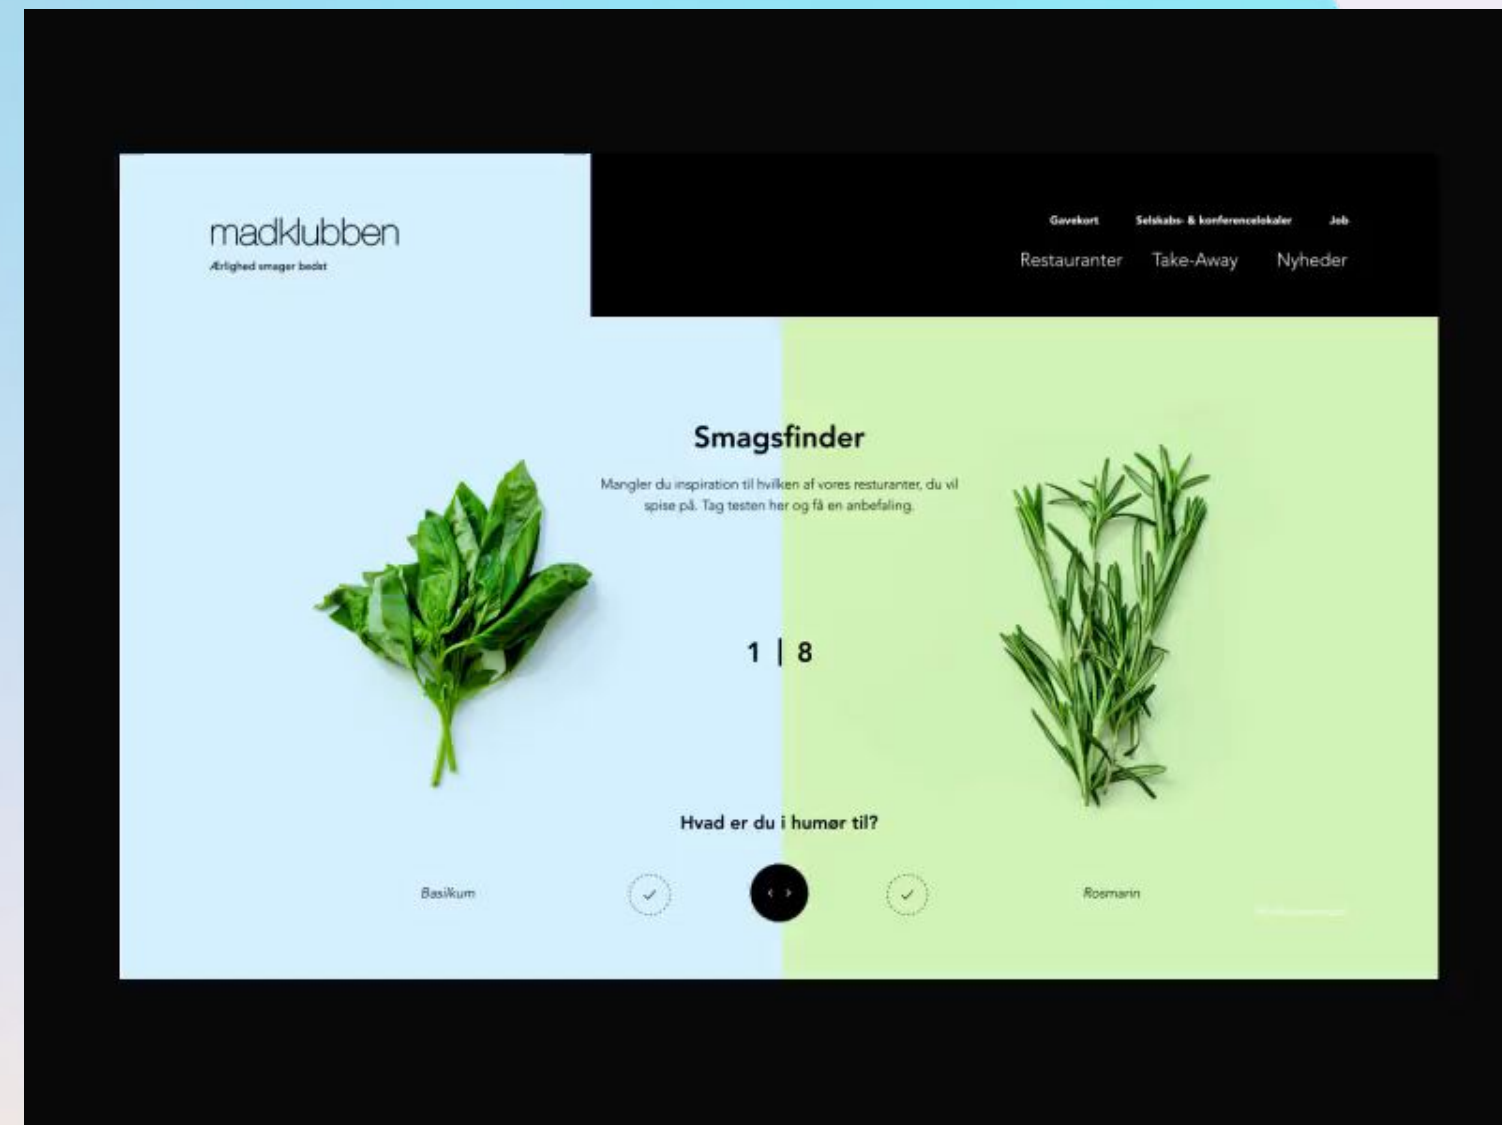 madklubben
Ærlighed smager bedst
Gavekort Selskabs- & konferencelokaler Job
Restauranter Take-Away Nyheder
Smagsfinder
Mangler du inspiration til hvilken af vores resturanter, du vil
spise på. Tag testen her og få en anbefaling.
1 | 8
Hvad er du i humør til?
Basilkum
Rosmarin